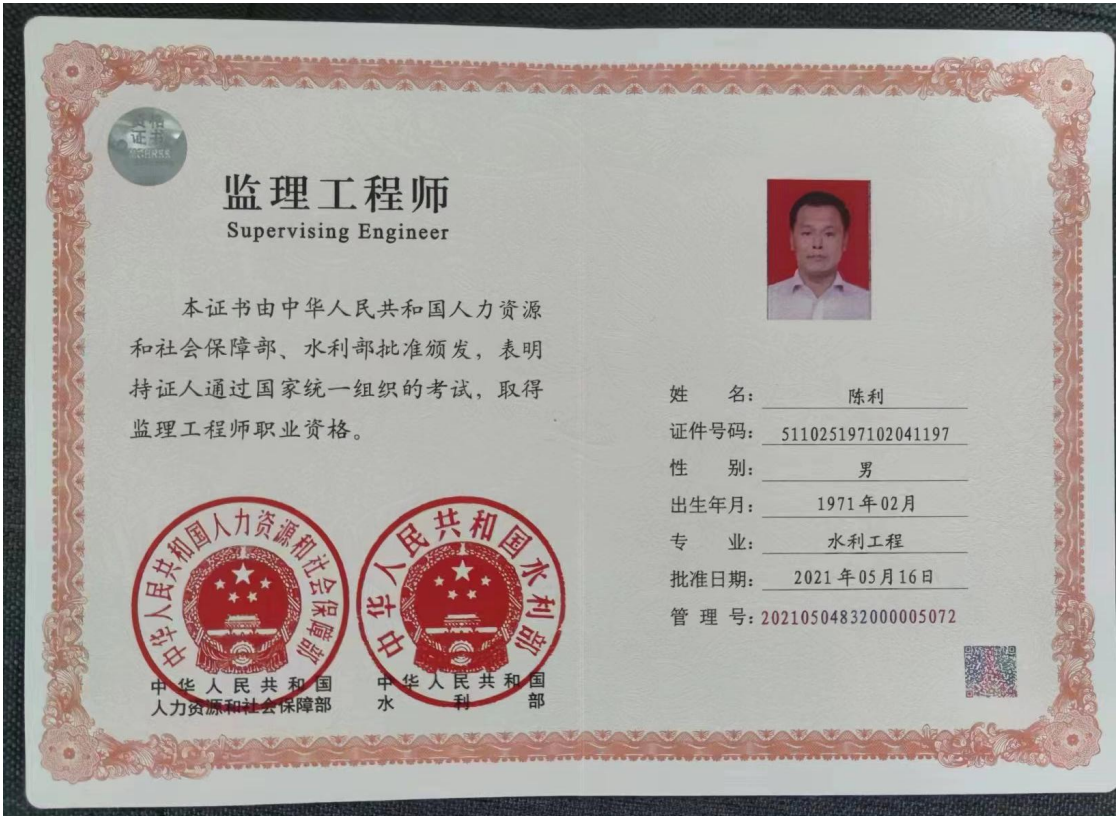 资格
证书
监理工程师
Supervising Engineer
本证书由中华人民共和国人力资源
和社会保障部、水利部批准颁发，表明
持证人通过国家统一组织的考试，取得
监理工程师职业资格。
中华人民共和国人力资源和社会保障部
中华人民共和国
人力资源和社会保障部
中华人民共和国水利部
中华人民共和国
水利部
姓名：陈利
证件号码：511025197102041197
性别：男
出生年月：1971年02月
专业：水利工程
批准日期：2021年05月16日
管理号：20210504832000005072